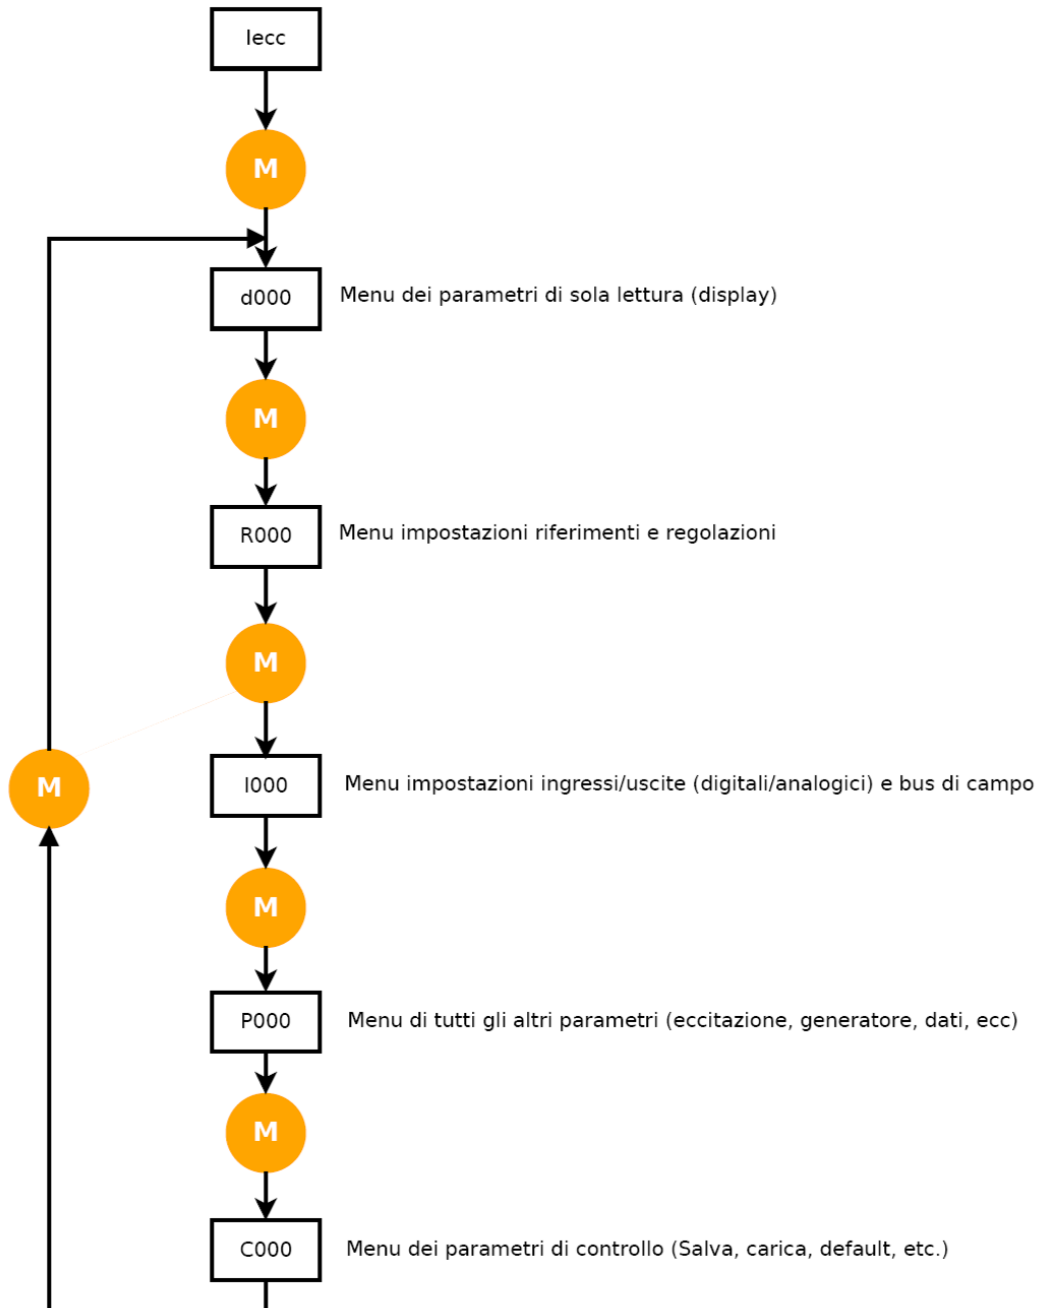 Iecc
M
d000 Menu dei parametri di sola lettura (display)
M
R000 Menu impostazioni riferimenti e regolazioni
M
M
I000 Menu impostazioni ingressi/uscite (digitali/analogici) e bus di campo
M
P000 Menu di tutti gli altri parametri (eccitazione, generatore, dati, ecc)
M
C000 Menu dei parametri di controllo (Salva, carica, default, etc.)